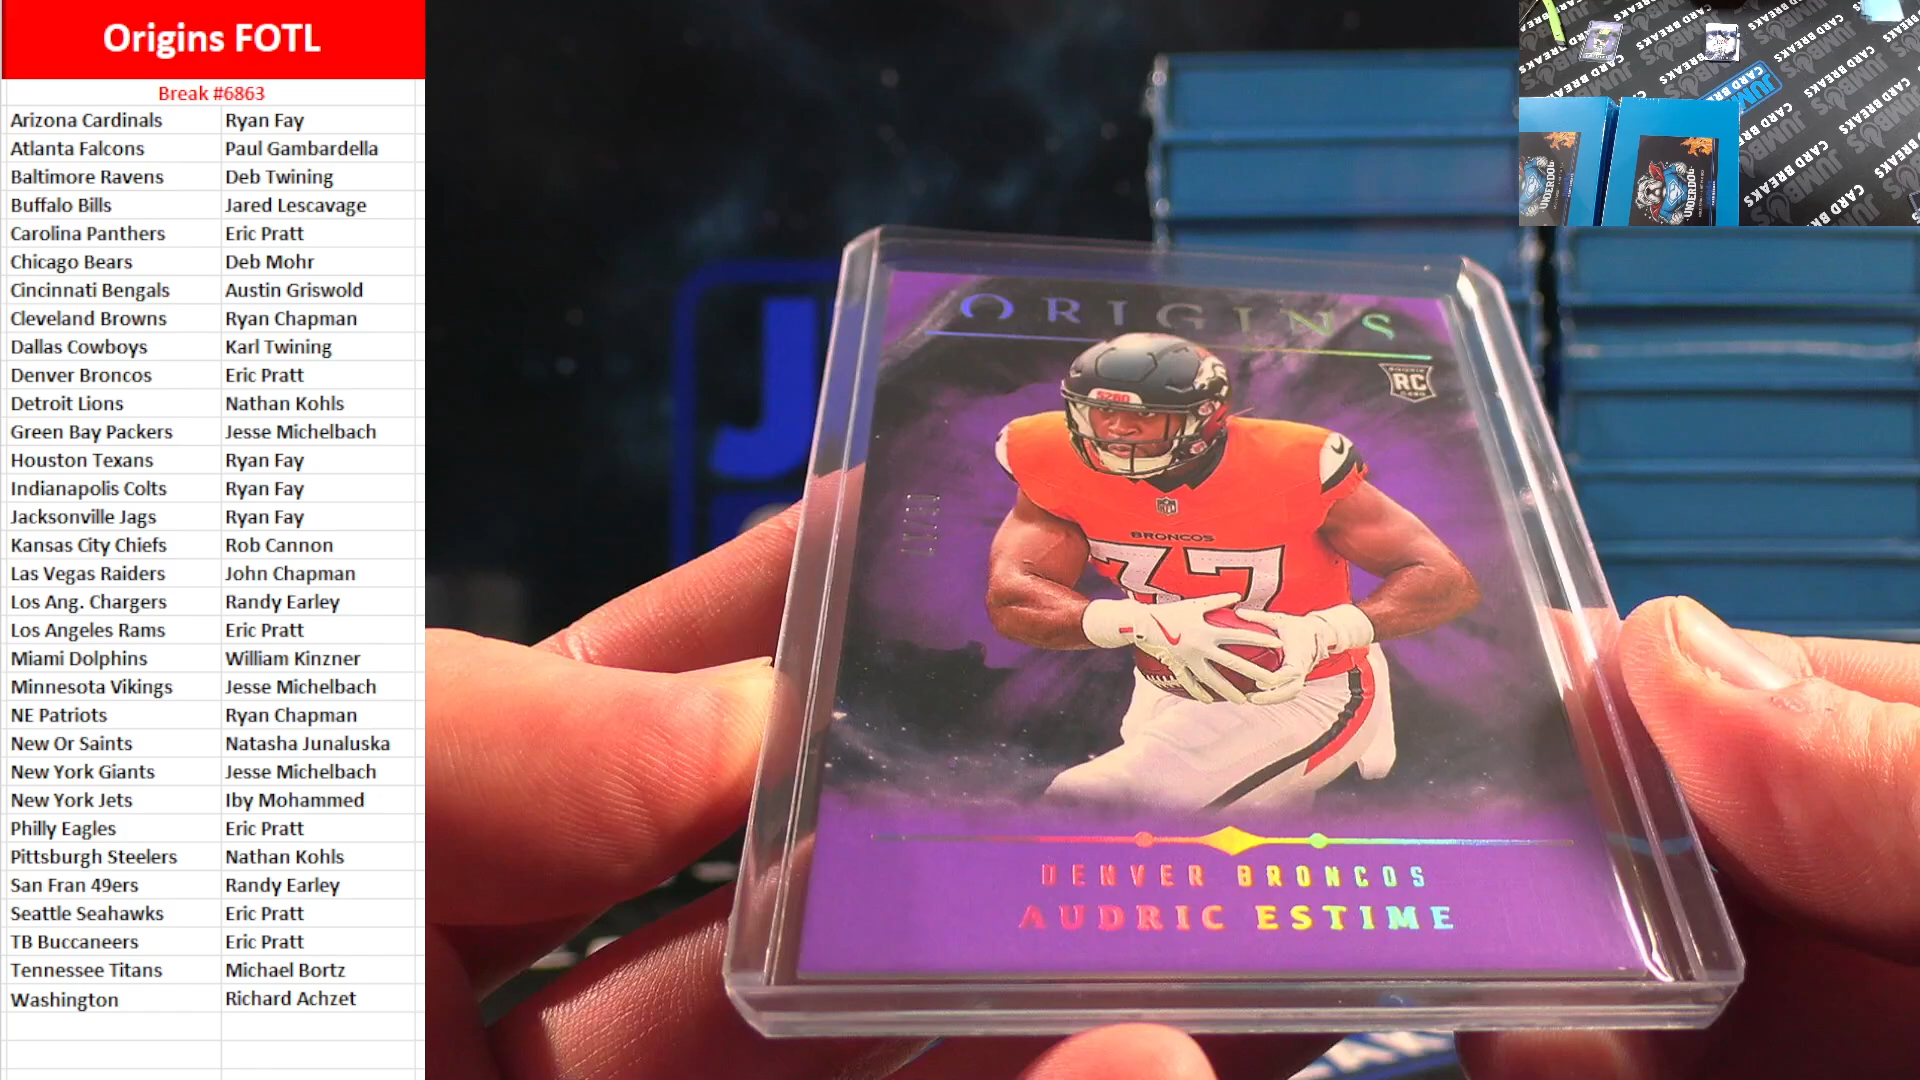 Origins FOTL
Break #6863
Arizona Cardinals Ryan Fay
Atlanta Falcons Paul Gambardella
Baltimore Ravens Deb Twining
Buffalo Bills Jared Lescavage
Carolina Panthers Eric Pratt
Chicago Bears Deb Mohr
Cincinnati Bengals Austin Griswold
Cleveland Browns Ryan Chapman
Dallas Cowboys Karl Twining
Denver Broncos Eric Pratt
Detroit Lions Nathan Kohls
Green Bay Packers Jesse Michelbach
Houston Texans Ryan Fay
Indianapolis Colts Ryan Fay
Jacksonville Jags Ryan Fay
Kansas City Chiefs Rob Cannon
Las Vegas Raiders John Chapman
Los Ang. Chargers Randy Earley
Los Angeles Rams Eric Pratt
Miami Dolphins William Kinzner
Minnesota Vikings Jesse Michelbach
NE Patriots Ryan Chapman
New Or Saints Natasha Junaluska
New York Giants Jesse Michelbach
New York Jets Iby Mohammed
Philly Eagles Eric Pratt
Pittsburgh Steelers Nathan Kohls
San Fran 49ers Randy Earley
Seattle Seahawks Eric Pratt
TB Buccaneers Eric Pratt
Tennessee Titans Michael Bortz
Washington Richard Achzet
ORIGINS
RC
BRONCOS
37
DENVER BRONCOS
AUDRIC ESTIME
JUMBO'S
CARD BREAKS
UNDERDOG